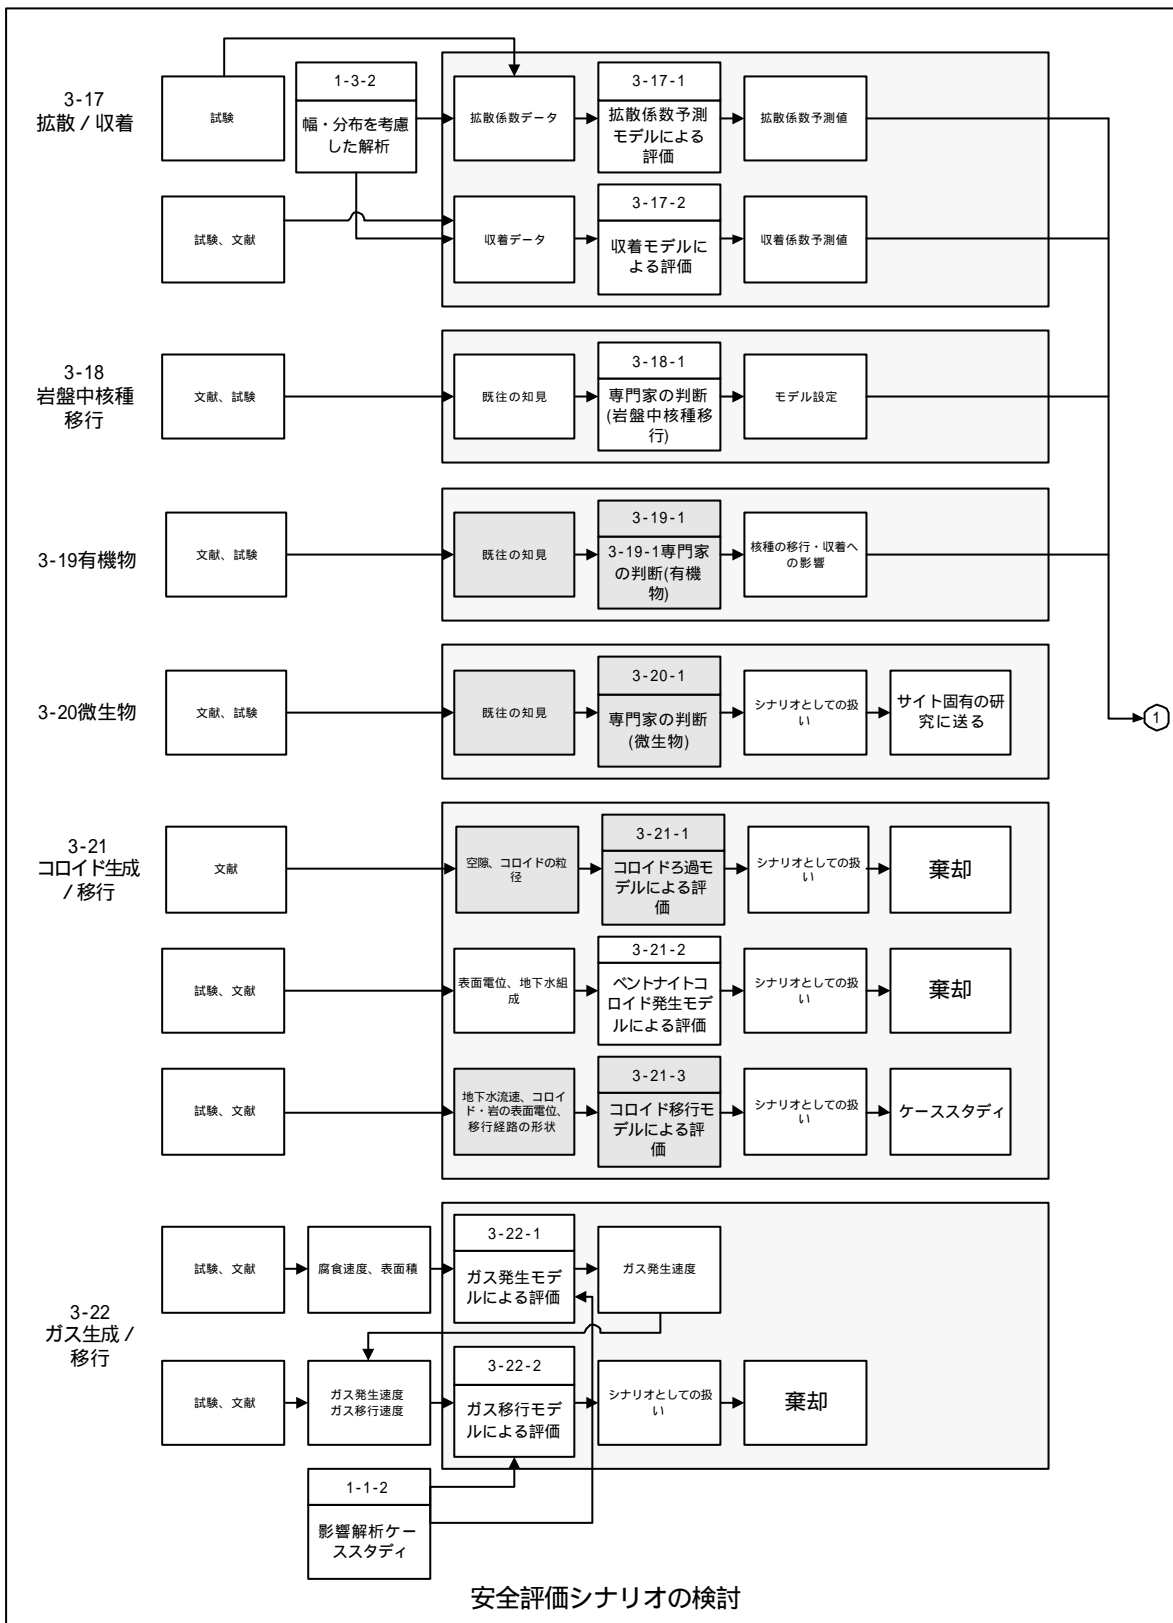 3-17
拡散 / 収着
試験
1-3-2
幅・分布を考慮
した解析
拡散係数データ
3-17-1
拡散係数予測
モデルによる
評価
拡散係数予測値
試験、文献
収着データ
3-17-2
収着モデルに
よる評価
収着係数予測値
3-18
岩盤中核種
移行
文献、試験
既往の知見
3-18-1
専門家の判断
(岩盤中核種移
行)
モデル設定
3-19有機物
文献、試験
既往の知見
3-19-1
3-19-1専門家
の判断(有機
物)
核種の移行・収着へ
の影響
3-20微生物
文献、試験
既往の知見
3-20-1
専門家の判断
(微生物)
シナリオとしての扱
い
サイト固有の研
究に送る
1
3-21
コロイド生成
/ 移行
文献
空隙、コロイドの粒
径
3-21-1
コロイドろ過モ
デルによる評
価
シナリオとしての扱
い
棄却
試験、文献
表面電位、地下水組
成
3-21-2
ベントナイトコ
ロイド発生モデ
ルによる評価
シナリオとしての扱
い
棄却
試験、文献
地下水流速、コロイ
ド・岩の表面電位、
移行経路の形状
3-21-3
コロイド移行モ
デルによる評
価
シナリオとしての扱
い
ケーススタディ
3-22
ガス生成 /
移行
試験、文献
腐食速度、表面積
3-22-1
ガス発生モデ
ルによる評価
ガス発生速度
試験、文献
ガス発生速度
ガス移行速度
3-22-2
ガス移行モデ
ルによる評価
シナリオとしての扱
い
棄却
1-1-2
影響解析ケー
ススタディ
安全評価シナリオの検討